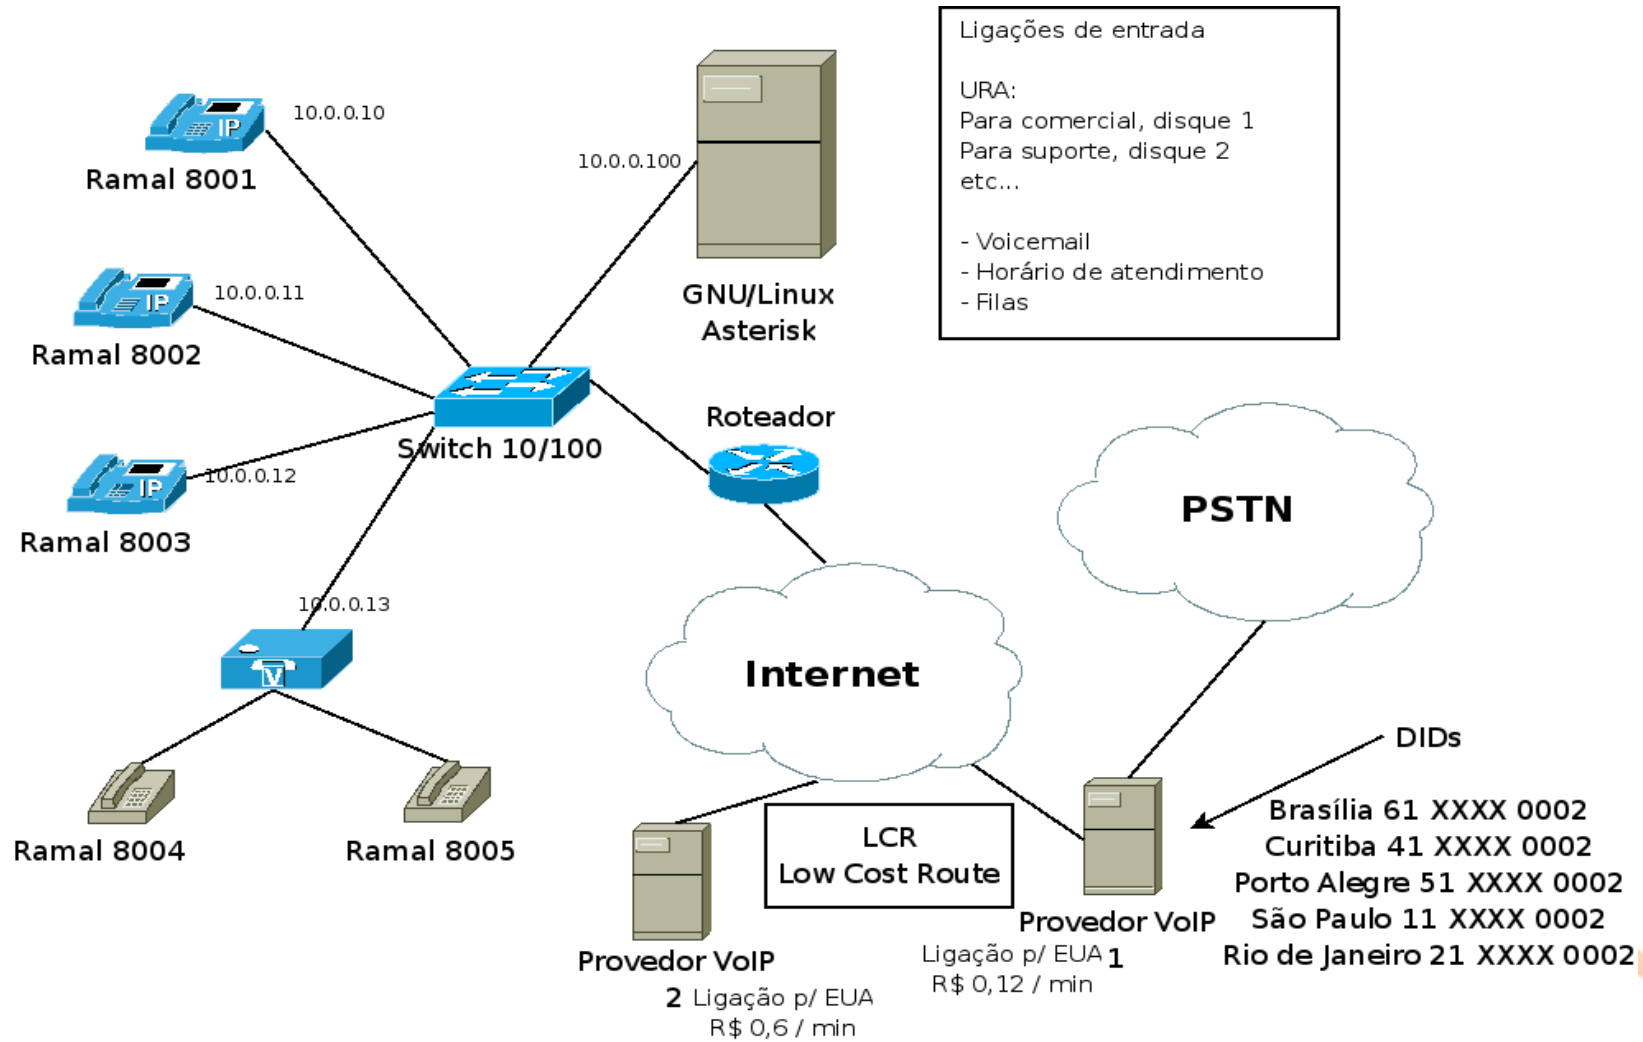 Ligações de entrada
URA:
Para comercial, disque 1
Para suporte, disque 2
etc...
- Voicemail
- Horário de atendimento
- Filas
10.0.0.10
IP
Ramal 8001
10.0.0.100
GNU/Linux
Asterisk
10.0.0.11
IP
Ramal 8002
Roteador
Switch 10/100
10.0.0.12
IP
Ramal 8003
PSTN
10.0.0.13
V
Internet
Ramal 8004
Ramal 8005
DIDs
Brasília 61 XXXX 0002
Curitiba 41 XXXX 0002
Porto Alegre 51 XXXX 0002
São Paulo 11 XXXX 0002
Rio de Janeiro 21 XXXX 0002
LCR
Low Cost Route
Provedor VoIP
1
Ligação p/ EUA
R$ 0,12 / min
Provedor VoIP
2
Ligação p/ EUA
R$ 0,6 / min